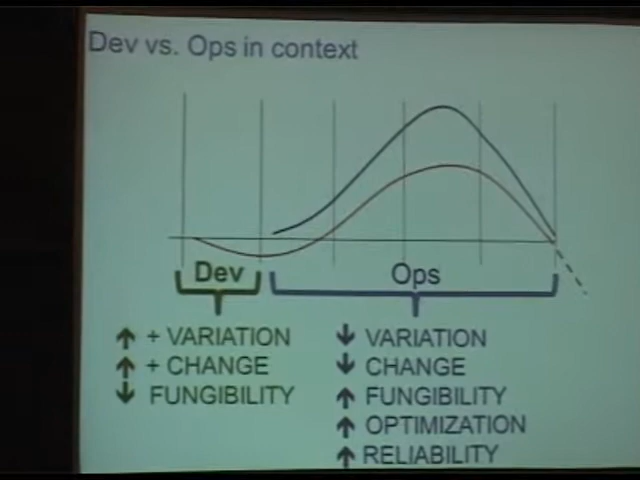 Dev vs. Ops in context
Dev
Ops
↑ + VARIATION
↑ + CHANGE
↓ FUNGIBILITY
↓ VARIATION
↓ CHANGE
↑ FUNGIBILITY
↑ OPTIMIZATION
↑ RELIABILITY